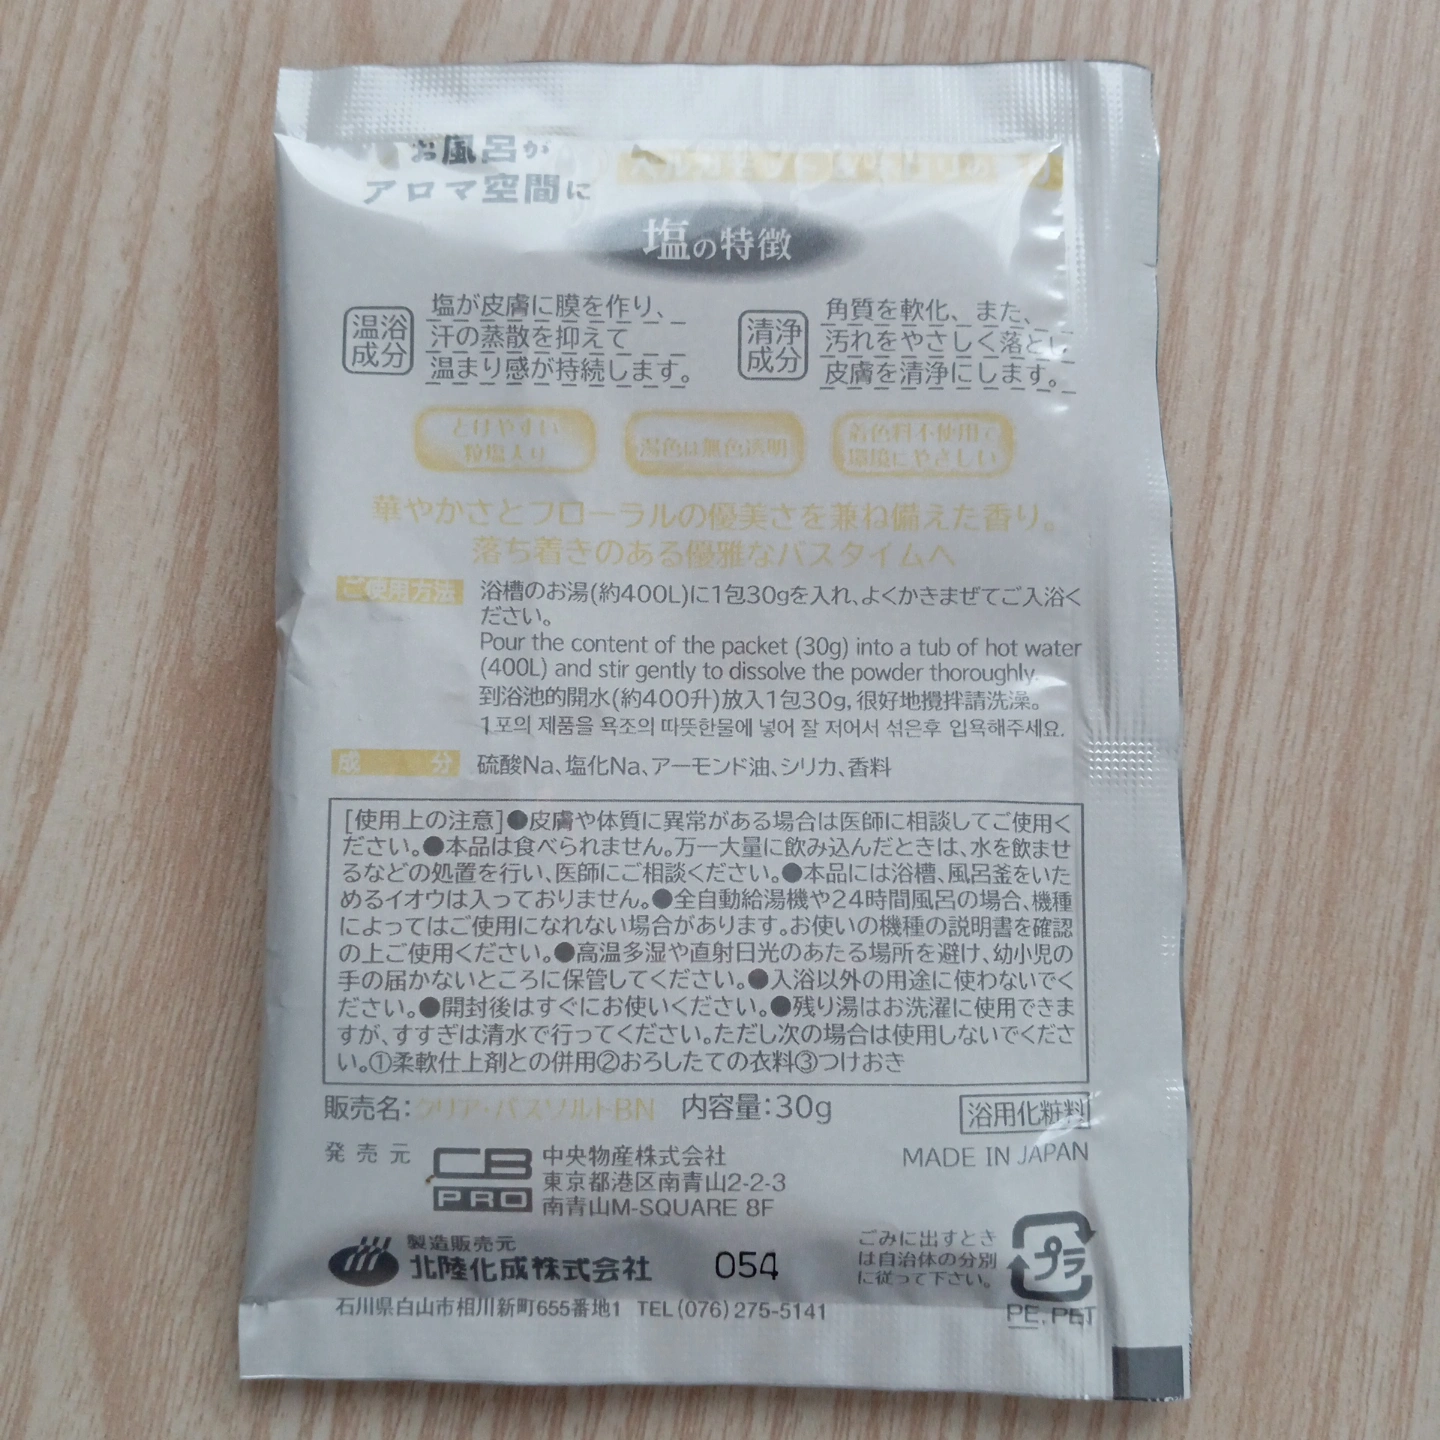 お風呂が
アロマ空間に
塩の特徴
温浴
成分
塩が皮膚に膜を作り、
汗の蒸散を抑えて
温まり感が持続します。
清浄
成分
角質を軟化、また、
汚れをやさしく落とし
皮膚を清浄にします。
とけやすい
粒塩入り
湯色は無色透明
着色料不使用で
環境にやさしい
華やかさとフローラルの優美さを兼ね備えた香り。
落ち着きのある優雅なバスタイムへ
ご使用方法
浴槽のお湯(約400L)に1包30gを入れ、よくかきまぜてご入浴く
ださい。
Pour the content of the packet (30g) into a tub of hot water
(400L) and stir gently to dissolve the powder thoroughly.
到浴池的開水(約400升)放入1包30g,很好地攪拌請洗澡。
1포의 제품을 욕조의 따뜻한물에 넣어 잘 저어서 섞은후 입욕해주세요.
成分
硫酸Na、塩化Na、アーモンド油、シリカ、香料
[使用上の注意]●皮膚や体質に異常がある場合は医師に相談してご使用く
ださい。●本品は食べられません。万一大量に飲み込んだときは、水を飲ませ
るなどの処置を行い、医師にご相談ください。●本品には浴槽、風呂釜をいた
めるイオウは入っておりません。●全自動給湯機や24時間風呂の場合、機種
によってはご使用になれない場合があります。お使いの機種の説明書を確認
の上ご使用ください。●高温多湿や直射日光のあたる場所を避け、幼小児の
手の届かないところに保管してください。●入浴以外の用途に使わないでく
ださい。●開封後はすぐにお使いください。●残り湯はお洗濯に使用できま
すが、すすぎは清水で行ってください。ただし次の場合は使用しないでくださ
い。①柔軟仕上剤との併用②おろしたての衣料③つけおき
販売名：クリア・バスソルトBN 内容量：30g
浴用化粧料
発売元
CB
PRO
中央物産株式会社
東京都港区南青山2-2-3
南青山M-SQUARE 8F
MADE IN JAPAN
製造販売元
北陸化成株式会社
054
石川県白山市相川新町655番地1 TEL(076)275-5141
ごみに出すとき
は自治体の分別
に従って下さい。
プラ
PE, PET